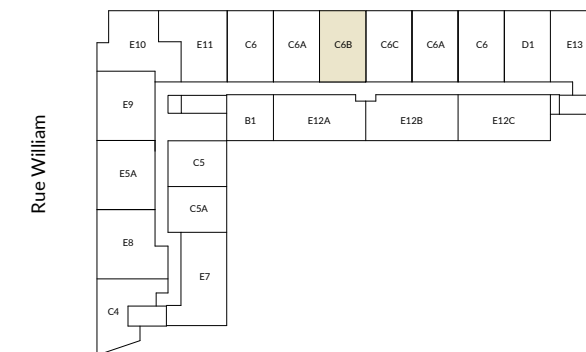 E10 E11 C6 C6A C6B C6C C6A C6 D1 E13
E9
B1 E12A E12B E12C
Rue William
C5
E5A
C5A
E8
E7
C4